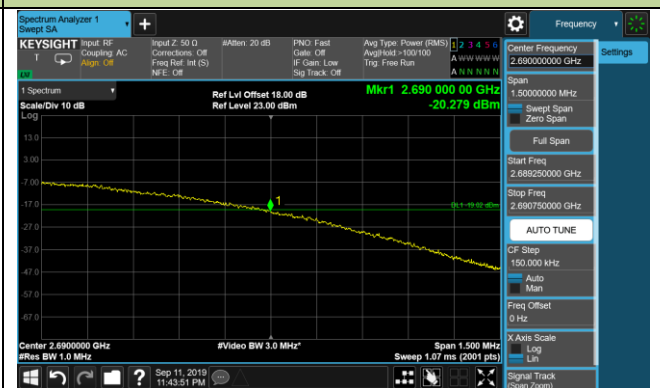 Spectrum Analyzer 1
Swept SA
+
Frequency
KEYSIGHT
Input: RF
Coupling: AC
Align: Off
Input Z: 50 Ω
Corrections: Off
Freq Ref: Int (S)
NFE: Off
#Atten: 20 dB
PNO: Fast
Gate: Off
IF Gain: Low
Sig Track: Off
Avg Type: Power (RMS)
Avg|Hold:>100/100
Trig: Free Run
1 2 3 4 5 6
A W W W W W
A N N N N N
Center Frequency
2.690000000 GHz
Settings
Span
1.50000000 MHz
Swept Span
Zero Span
Full Span
Start Freq
2.689250000 GHz
Stop Freq
2.690750000 GHz
AUTO TUNE
CF Step
150.000 kHz
Auto
Man
Freq Offset
0 Hz
X Axis Scale
Log
Lin
Signal Track
(Span Zoom)
1 Spectrum
Scale/Div 10 dB
Log
Ref Lvl Offset 18.00 dB
Ref Level 23.00 dBm
Mkr1 2.690 000 00 GHz
-20.279 dBm
13.0
3.00
-7.00
-17.0
-27.0
-37.0
-47.0
-57.0
-67.0
1
DL1 -19.02 dBm
Center 2.6900000 GHz
#Res BW 1.0 MHz
#Video BW 3.0 MHz*
Span 1.500 MHz
Sweep 1.07 ms (2001 pts)
?
Sep 11, 2019
11:43:51 PM